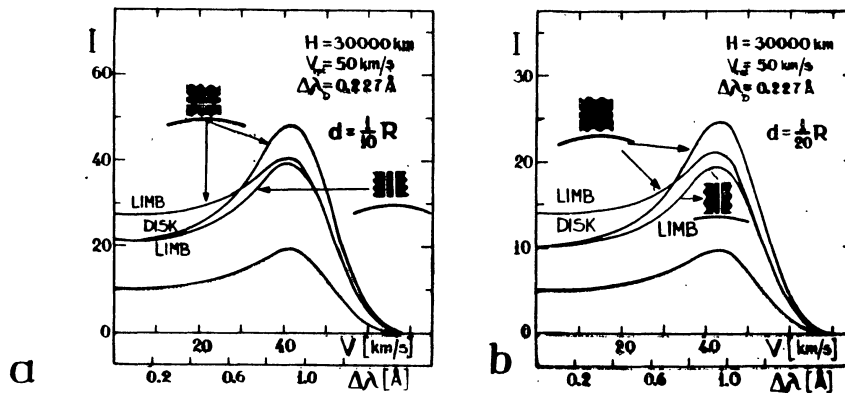 I
60
40
20
0
H = 30000 km
V = 50 km/s
Δλ_D = 0.227 Å
d = 1/10 R
LIMB
DISK
LIMB
20 40 V [km/s]
0.2 0.6 1.0 Δλ [Å]
a
I
30
20
10
0
H = 30000 km
V = 50 km/s
Δλ_D = 0.227 Å
d = 1/20 R
LIMB
DISK
LIMB
20 40 V [km/s]
0.2 0.6 1.0 Δλ [Å]
b